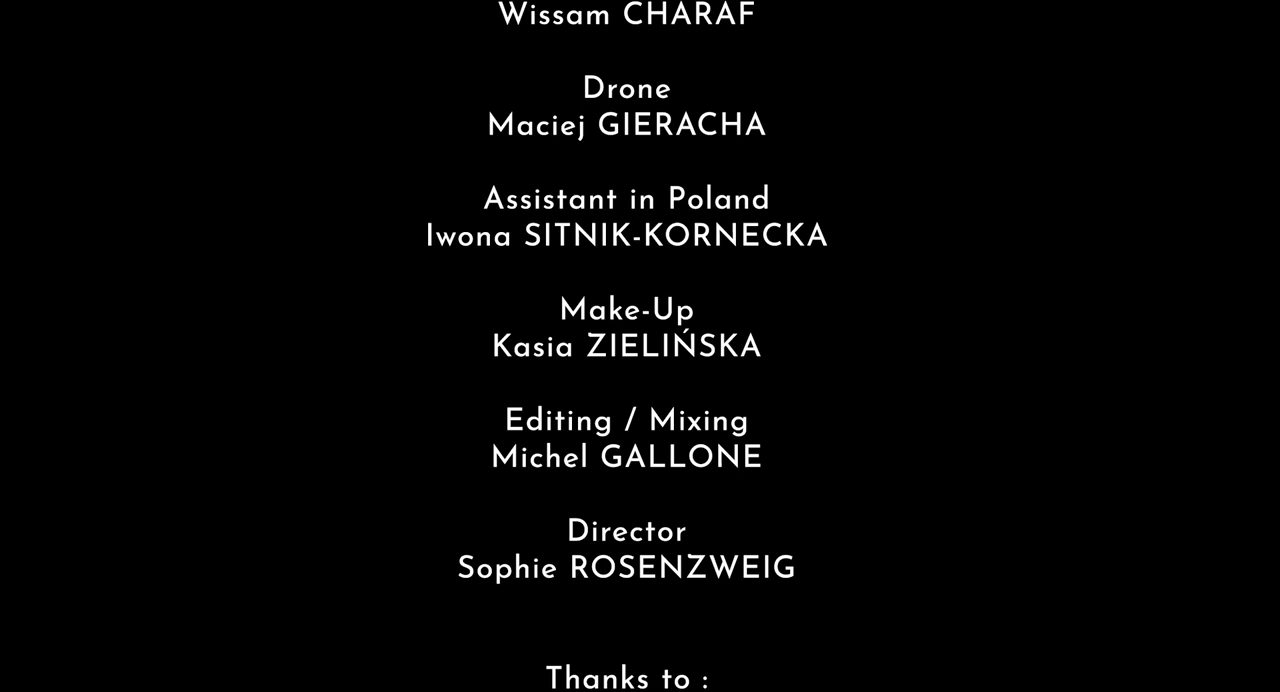 Wissam CHARAF
Drone
Maciej GIERACHA
Assistant in Poland
Iwona SITNIK-KORNECKA
Make-Up
Kasia ZIELIŃSKA
Editing / Mixing
Michel GALLONE
Director
Sophie ROSENZWEIG
Thanks to :